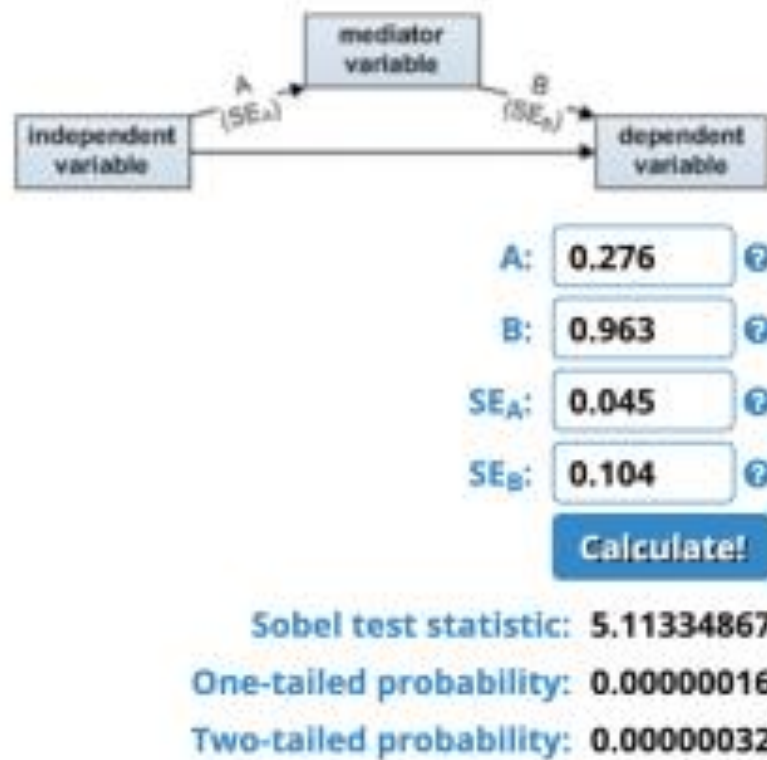 mediator
variable
A
(SEA)
B
(SEB)
independent
variable
dependent
variable
A: 0.276 ?
B: 0.963 ?
SEA: 0.045 ?
SEB: 0.104 ?
Calculate!
Sobel test statistic: 5.11334867
One-tailed probability: 0.00000016
Two-tailed probability: 0.00000032